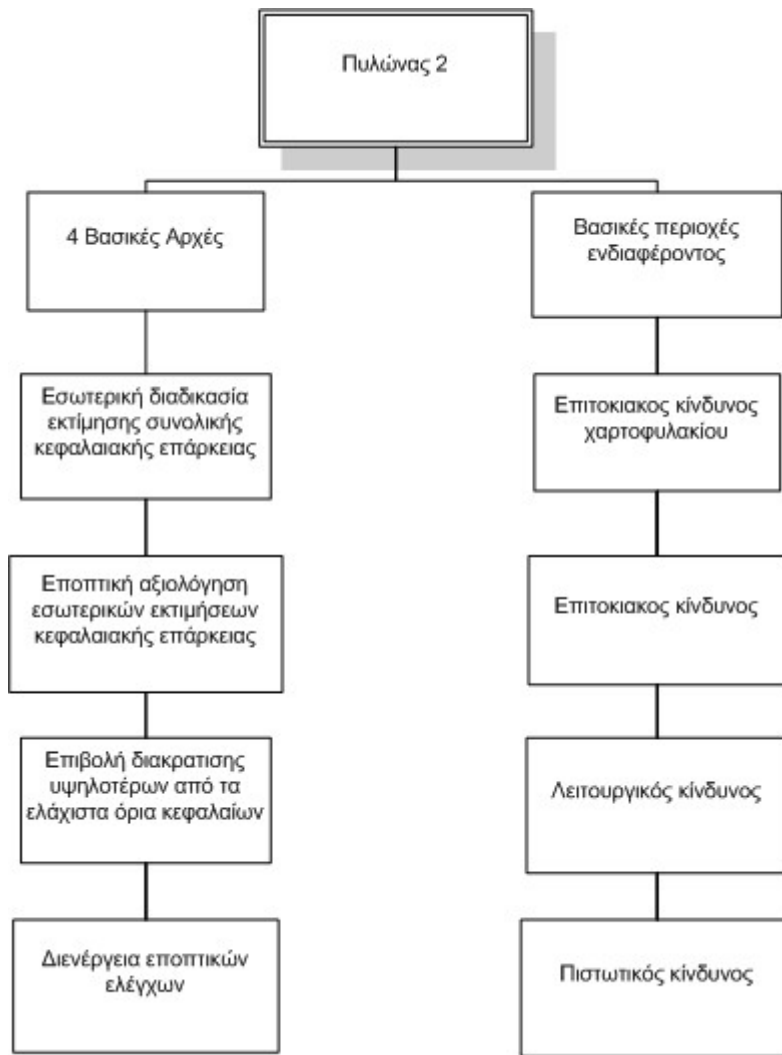 Πυλώνας 2
4 Βασικές Αρχές
Εσωτερική διαδικασία
εκτίμησης συνολικής
κεφαλαιακής επάρκειας
Εποπτική αξιολόγηση
εσωτερικών εκτιμήσεων
κεφαλαιακής επάρκειας
Επιβολή διακρατισης
υψηλοτέρων από τα
ελάχιστα όρια κεφαλαίων
Διενέργεια εποπτικών
ελέγχων
Βασικές περιοχές
ενδιαφέροντος
Επιτοκιακος κίνδυνος
χαρτοφυλακίου
Επιτοκιακος κίνδυνος
Λειτουργικός κίνδυνος
Πιστωτικός κίνδυνος